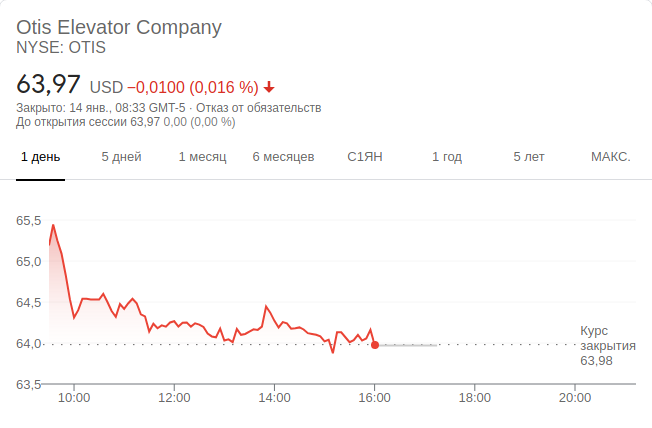 Otis Elevator Company
NYSE: OTIS
63,97 USD −0,0100 (0,016 %)
Закрыто: 14 янв., 08:33 GMT-5 · Отказ от обязательств
До открытия сессии 63,97 0,00 (0,00 %)
1 день 5 дней 1 месяц 6 месяцев С1ЯН 1 год 5 лет МАКС.
65,5
65,0
64,5
64,0
63,5
Курс
закрытия
63,98
10:00 12:00 14:00 16:00 18:00 20:00